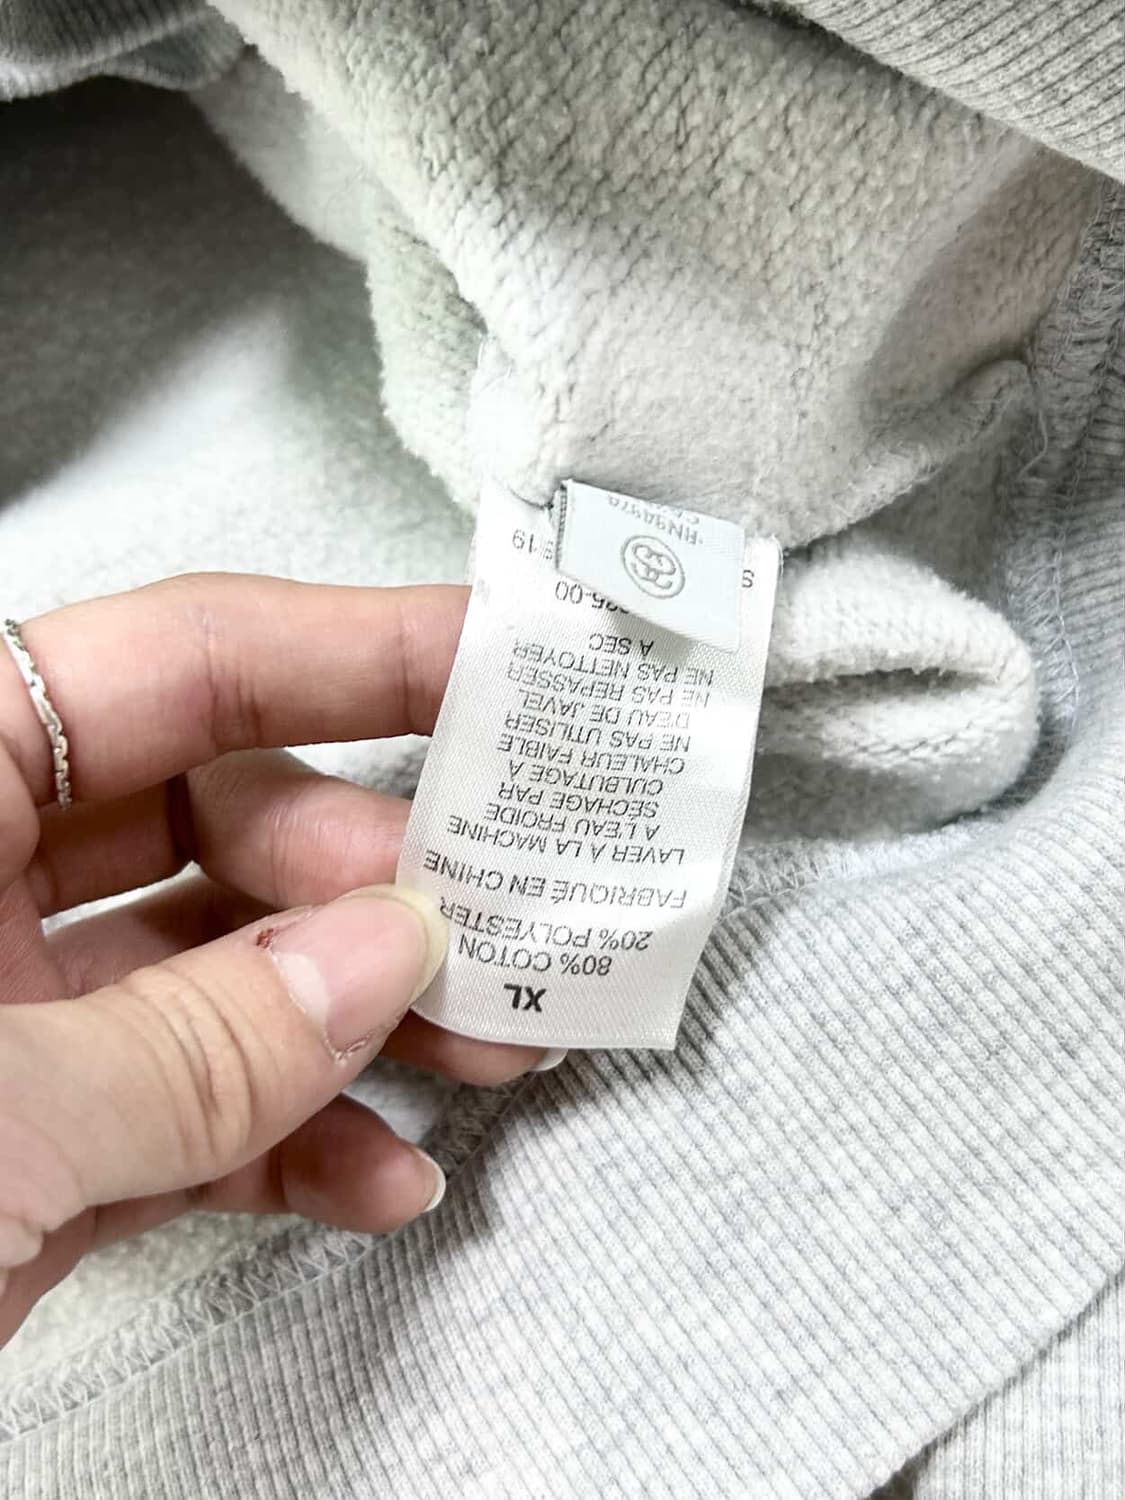 XL
80% COTON
20% POLYESTER
FABRIQUÉ EN CHINE
LAVER À LA MACHINE
A L'EAU FROIDE
SÉCHAGE PAR
CULBUTAGE À
CHALEUR FAIBLE
NE PAS UTILISER
D'EAU DE JAVEL
NE PAS REPASSER
NE PAS NETTOYER
A SEC